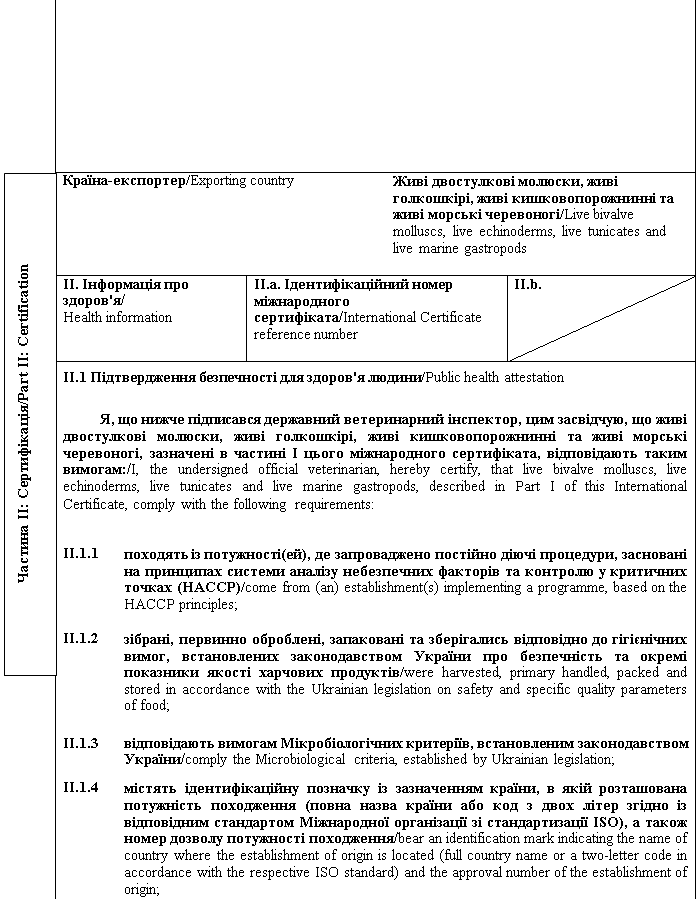 Частина II: Сертифікація/Part II: Certification
Країна-експортер/Exporting country
Живі двостулкові молюски, живі
голкошкірі, живі кишковопорожнинні та
живі морські черевоногі/Live bivalve
molluscs, live echinoderms, live tunicates and
live marine gastropods
II. Інформація про
здоров'я/
Health information
II.a. Ідентифікаційний номер
міжнародного
сертифіката/International Certificate
reference number
II.b.
II.1 Підтвердження безпечності для здоров'я людини/Public health attestation
Я, що нижче підписався державний ветеринарний інспектор, цим засвідчую, що живі
двостулкові молюски, живі голкошкірі, живі кишковопорожнинні та живі морські
черевоногі, зазначені в частині I цього міжнародного сертифіката, відповідають таким
вимогам:/I, the undersigned official veterinarian, hereby certify, that live bivalve molluscs, live
echinoderms, live tunicates and live marine gastropods, described in Part I of this International
Certificate, comply with the following requirements:
II.1.1 походять із потужності(ей), де запроваджено постійно діючі процедури, засновані
на принципах системи аналізу небезпечних факторів та контролю у критичних
точках (НАССР)/come from (an) establishment(s) implementing a programme, based on the
HACCP principles;
II.1.2 зібрані, первинно оброблені, запаковані та зберігались відповідно до гігієнічних
вимог, встановлених законодавством України про безпечність та окремі
показники якості харчових продуктів/were harvested, primary handled, packed and
stored in accordance with the Ukrainian legislation on safety and specific quality parameters
of food;
II.1.3 відповідають вимогам Мікробіологічних критеріїв, встановленим законодавством
України/comply the Microbiological criteria, established by Ukrainian legislation;
II.1.4 містять ідентифікаційну позначку із зазначенням країни, в якій розташована
потужність походження (повна назва країни або код з двох літер згідно із
відповідним стандартом Міжнародної організації зі стандартизації ISO), а також
номер дозволу потужності походження/bear an identification mark indicating the name of
country where the establishment of origin is located (full country name or a two-letter code in
accordance with the respective ISO standard) and the approval number of the establishment of
origin;